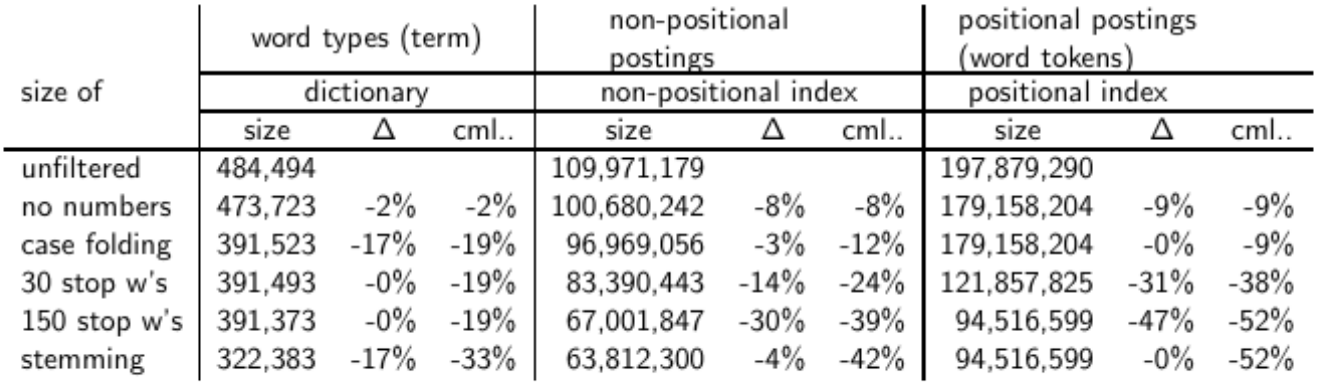 word types (term) non-positional postings positional postings (word tokens)
size of dictionary non-positional index positional index
size Δ cml.. size Δ cml.. size Δ cml..
unfiltered 484,494 109,971,179 197,879,290
no numbers 473,723 -2% -2% 100,680,242 -8% -8% 179,158,204 -9% -9%
case folding 391,523 -17% -19% 96,969,056 -3% -12% 179,158,204 -0% -9%
30 stop w's 391,493 -0% -19% 83,390,443 -14% -24% 121,857,825 -31% -38%
150 stop w's 391,373 -0% -19% 67,001,847 -30% -39% 94,516,599 -47% -52%
stemming 322,383 -17% -33% 63,812,300 -4% -42% 94,516,599 -0% -52%